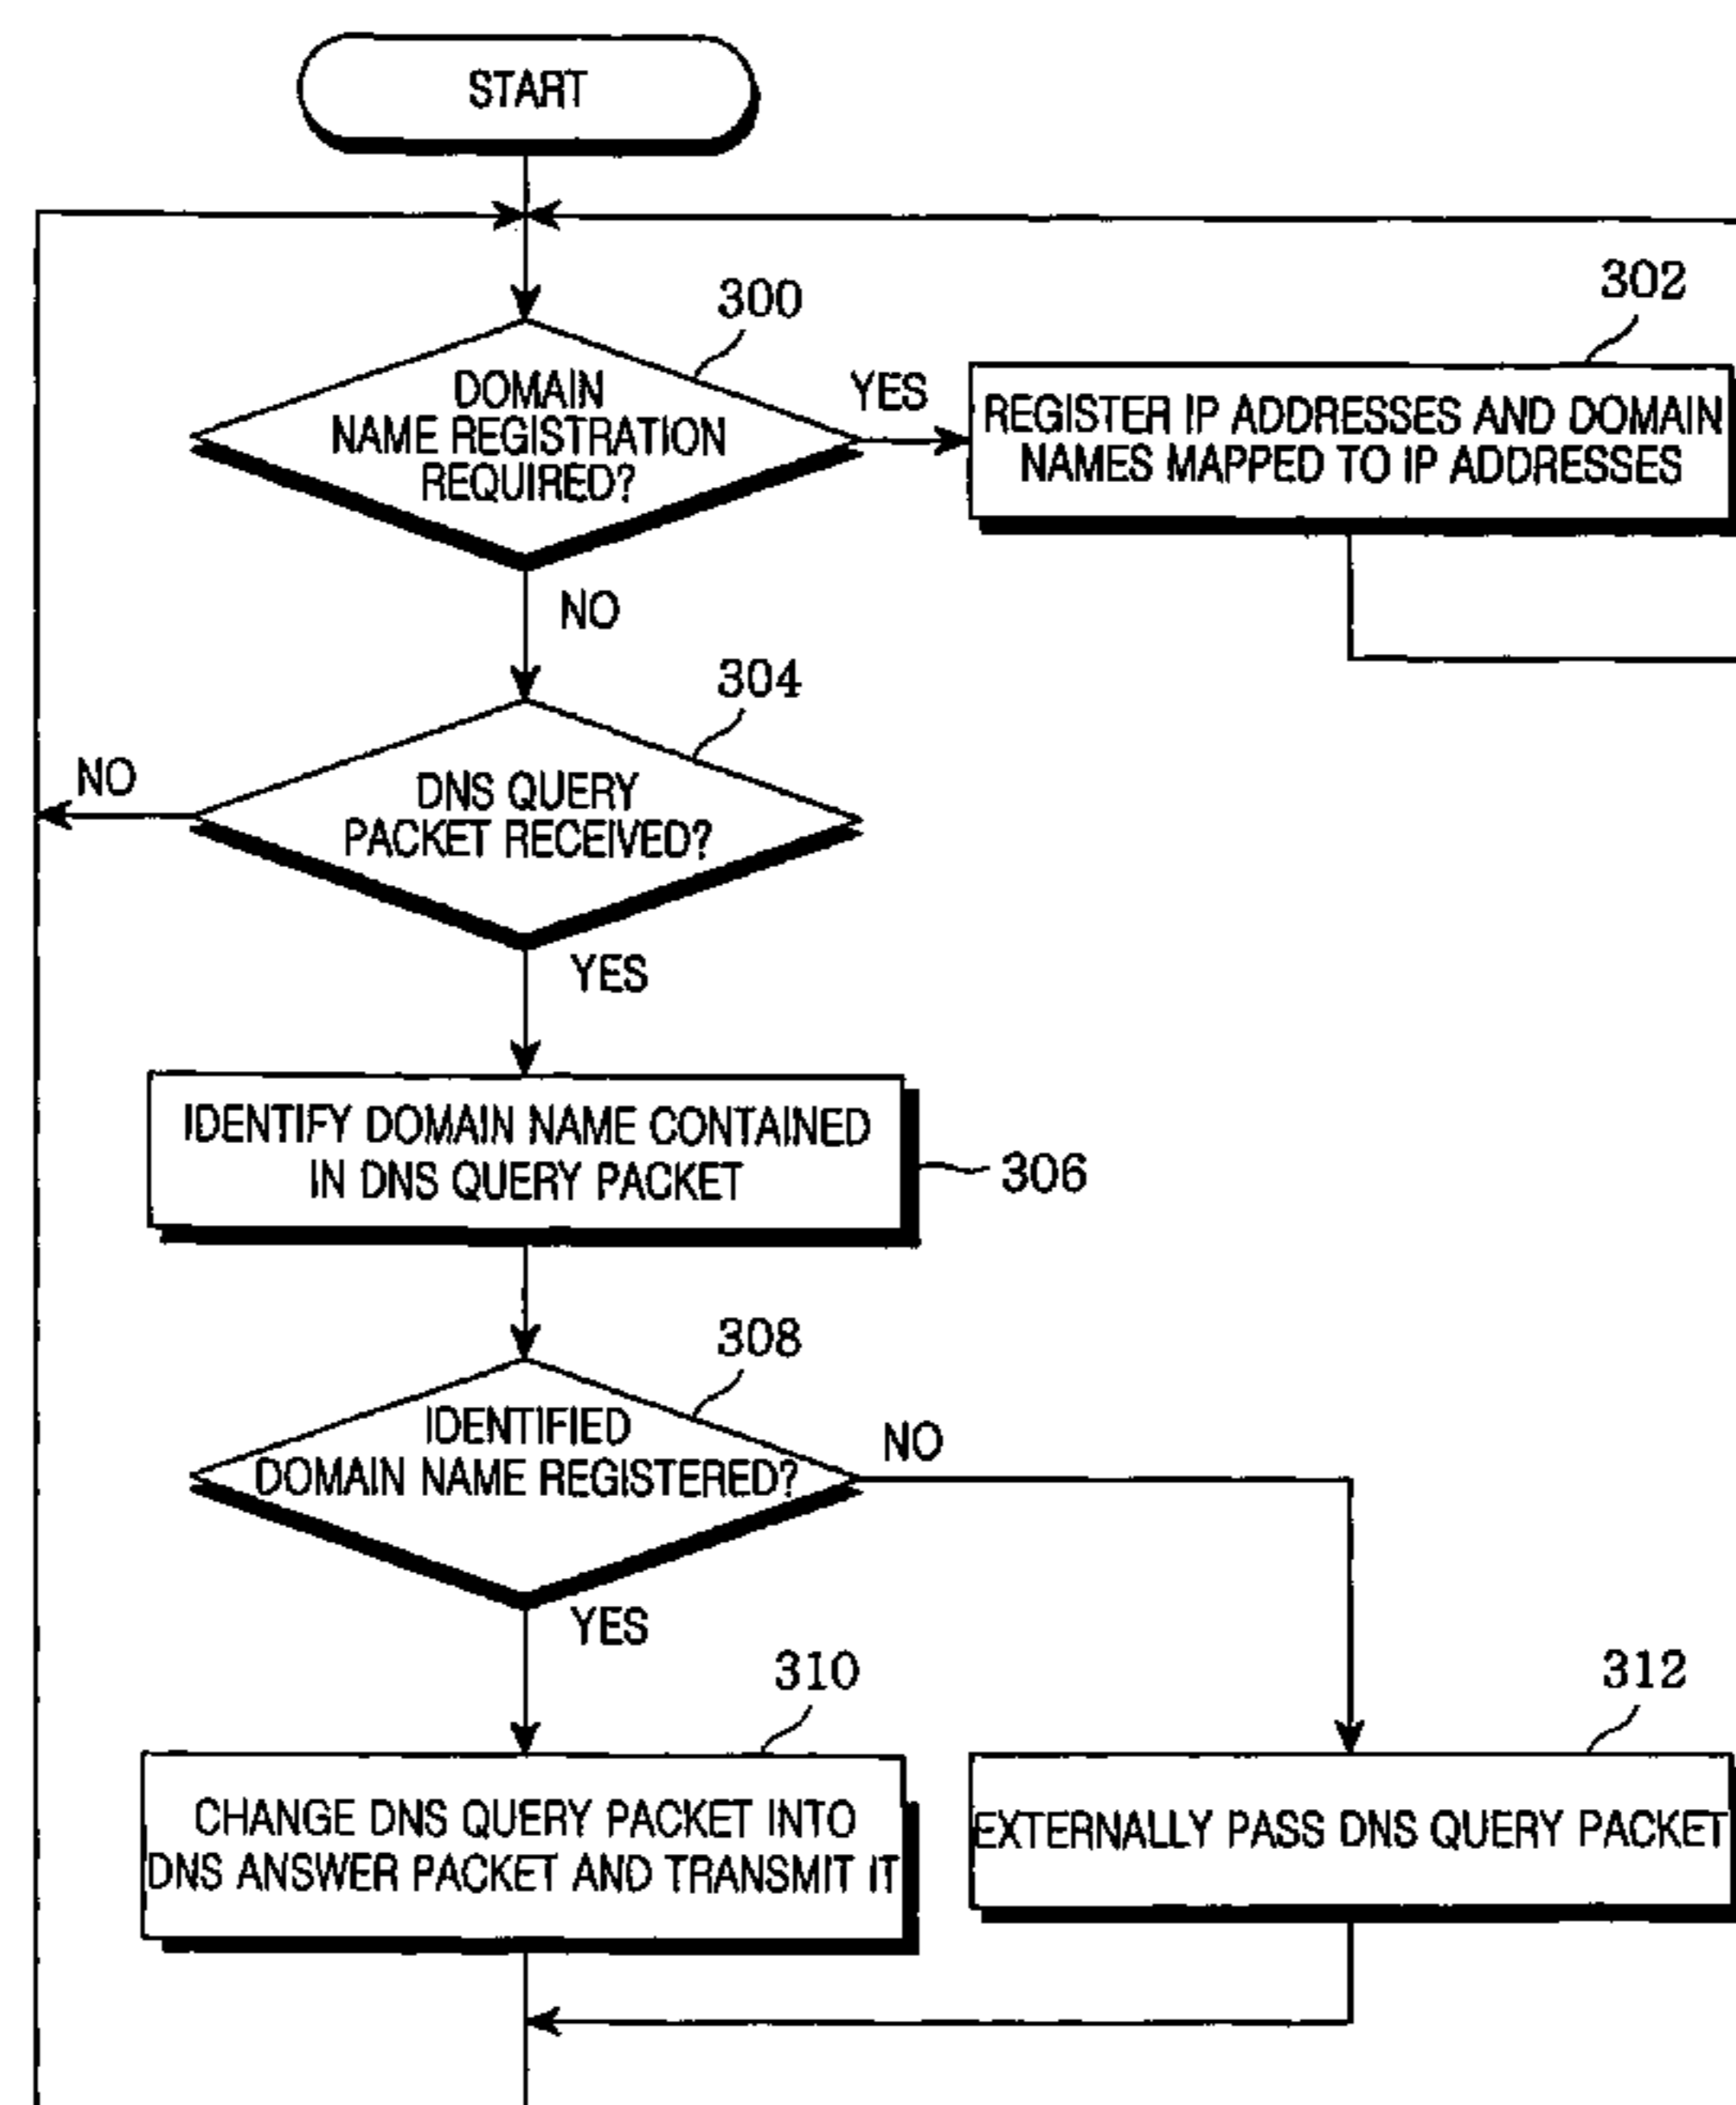 START
300
302
DOMAIN
NAME REGISTRATION
REQUIRED?
YES
REGISTER IP ADDRESSES AND DOMAIN
NAMES MAPPED TO IP ADDRESSES
NO
304
NO
DNS QUERY
PACKET RECEIVED?
YES
IDENTIFY DOMAIN NAME CONTAINED
IN DNS QUERY PACKET
306
308
IDENTIFIED
DOMAIN NAME REGISTERED?
NO
YES
310
312
CHANGE DNS QUERY PACKET INTO
DNS ANSWER PACKET AND TRANSMIT IT
EXTERNALLY PASS DNS QUERY PACKET